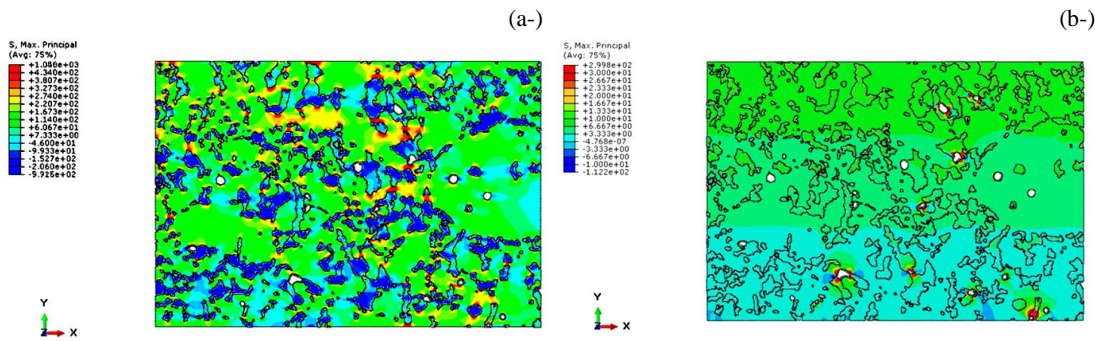 (a-)
(b-)
S, Max. Principal
(Avg: 75%)
+1.086e+03
+4.340e+02
+3.807e+02
+3.273e+02
+2.740e+02
+2.207e+02
+1.673e+02
+1.140e+02
+6.067e+01
+7.333e+00
-4.600e+01
-9.933e+01
-1.527e+02
-2.060e+02
-9.915e+02
Y
Z
X
S, Max. Principal
(Avg: 75%)
+2.998e+02
+3.000e+01
+2.667e+01
+2.333e+01
+2.000e+01
+1.667e+01
+1.333e+01
+1.000e+01
+6.667e+00
+3.333e+00
-4.768e-07
-3.333e+00
-6.667e+00
-1.000e+01
-1.122e+02
Y
Z
X